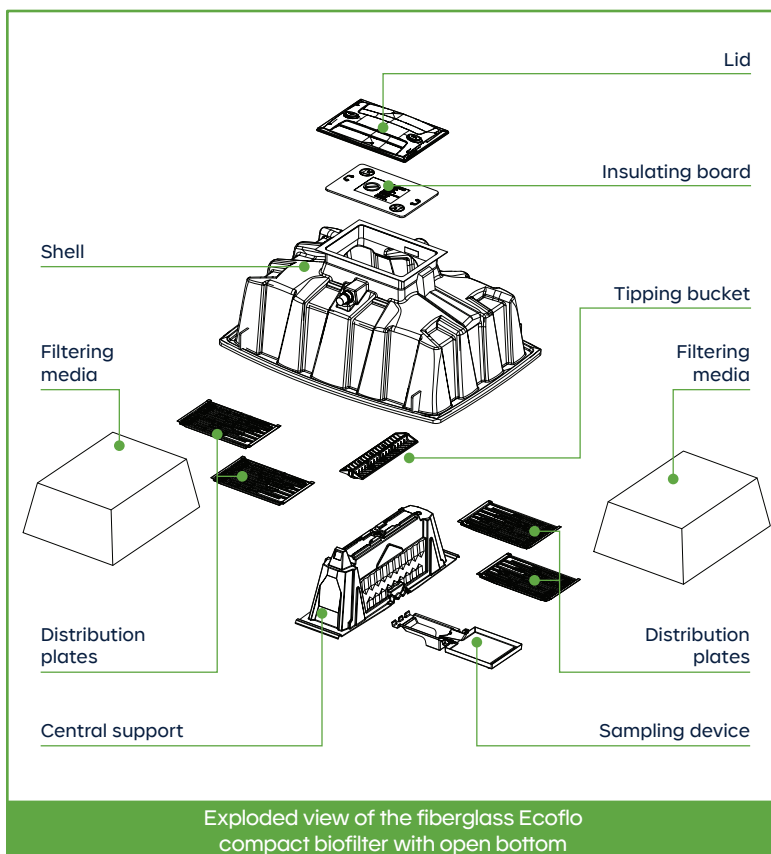 Lid
Insulating board
Shell
Tipping bucket
Filtering
media
Filtering
media
Distribution
plates
Distribution
plates
Central support
Sampling device
Exploded view of the fiberglass Ecoflo
compact biofilter with open bottom